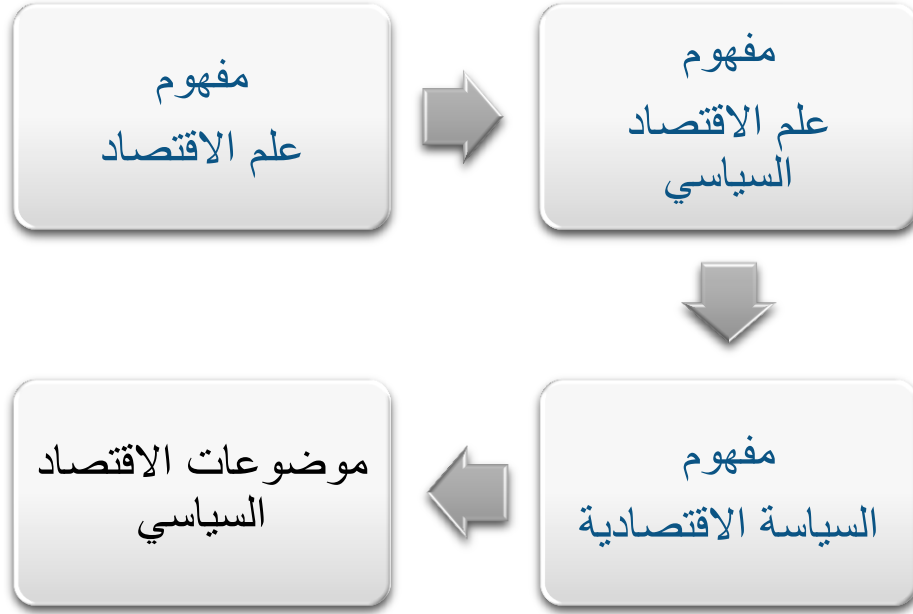 مفهوم
علم الاقتصاد
مفهوم
علم الاقتصاد
السياسي
مفهوم
السياسة الاقتصادية
موضوعات الاقتصاد
السياسي